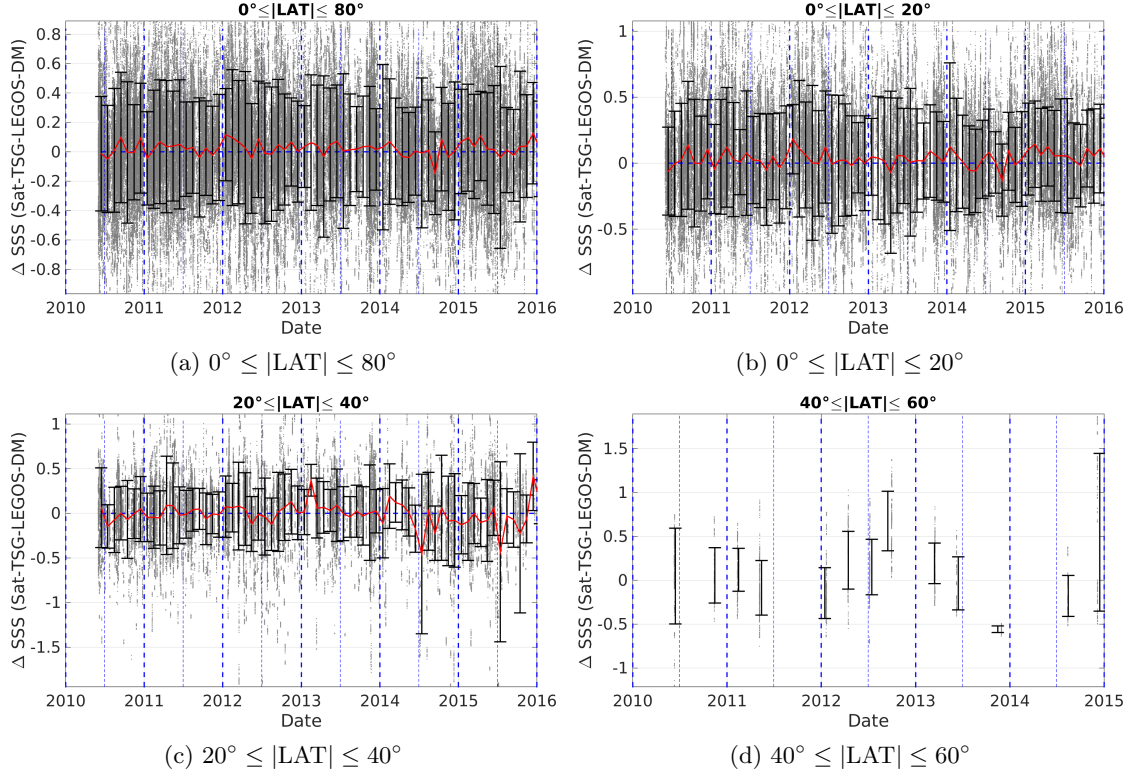 0°≤|LAT|≤ 80°
Δ SSS (Sat-TSG-LEGOS-DM)
0.8
0.6
0.4
0.2
0
-0.2
-0.4
-0.6
-0.8
2010 2011 2012 2013 2014 2015 2016
Date
(a) 0° ≤ |LAT| ≤ 80°
0°≤|LAT|≤ 20°
Δ SSS (Sat-TSG-LEGOS-DM)
1
0.5
0
-0.5
2010 2011 2012 2013 2014 2015 2016
Date
(b) 0° ≤ |LAT| ≤ 20°
20°≤|LAT|≤ 40°
Δ SSS (Sat-TSG-LEGOS-DM)
1
0.5
0
-0.5
-1
-1.5
2010 2011 2012 2013 2014 2015 2016
Date
(c) 20° ≤ |LAT| ≤ 40°
40°≤|LAT|≤ 60°
Δ SSS (Sat-TSG-LEGOS-DM)
1.5
1
0.5
0
-0.5
-1
2010 2011 2012 2013 2014 2015
Date
(d) 40° ≤ |LAT| ≤ 60°